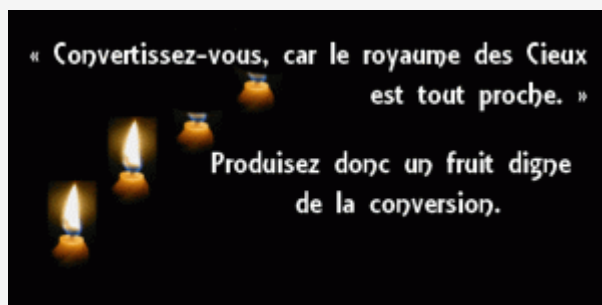 « Convertissez-vous, car le royaume des Cieux
est tout proche. »
Produisez donc un fruit digne
de la conversion.